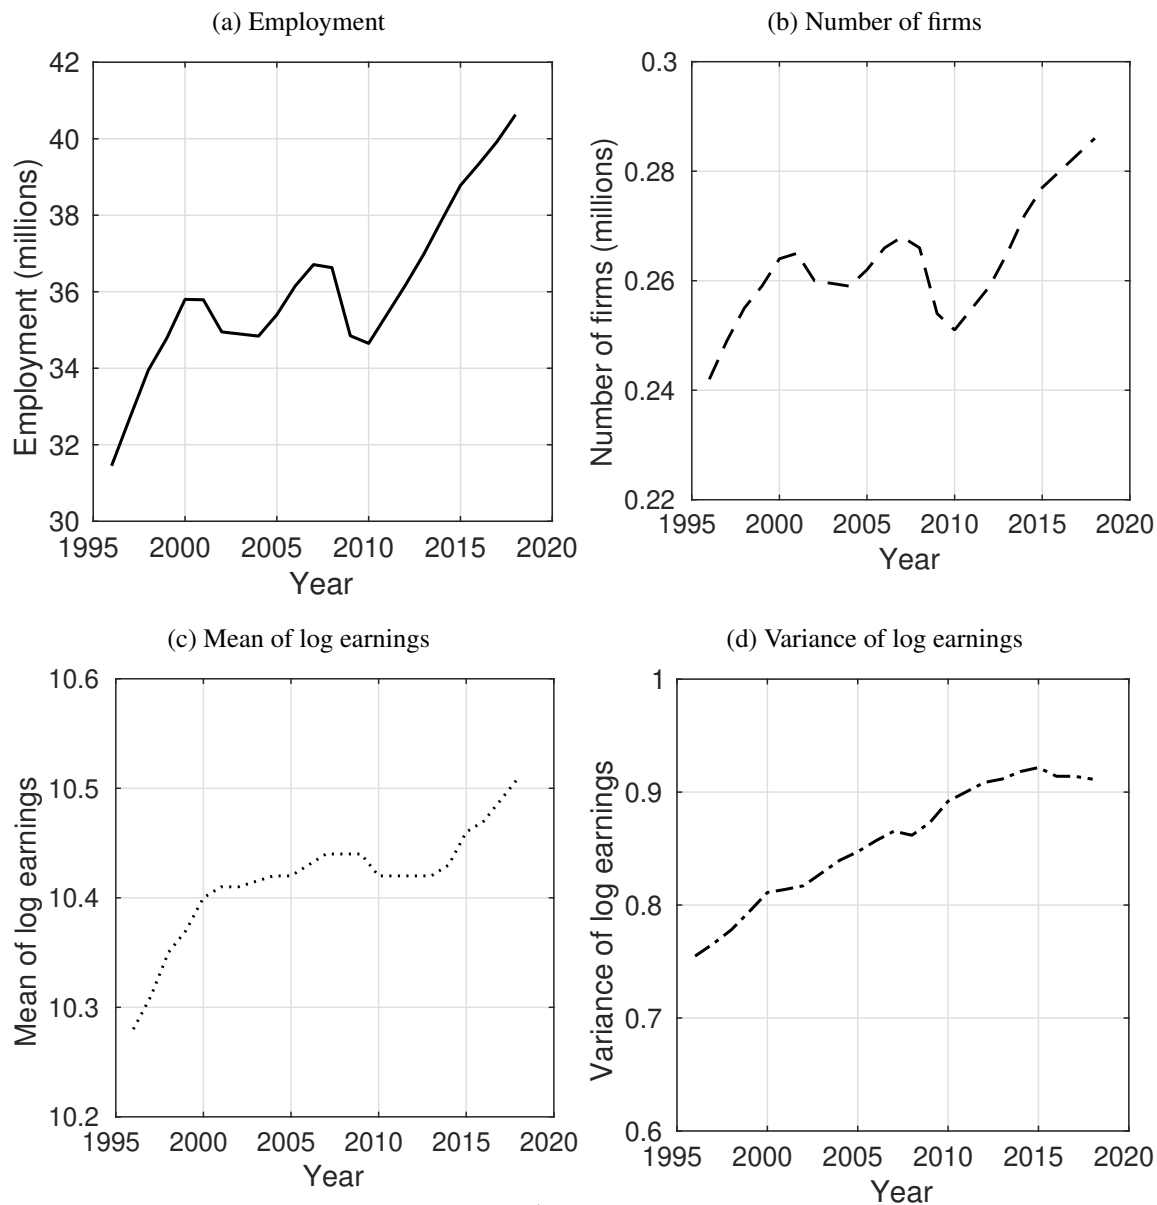 (a) Employment
42
40
38
36
34
32
30
1995 2000 2005 2010 2015 2020
Employment (millions)
Year
(b) Number of firms
0.3
0.28
0.26
0.24
0.22
1995 2000 2005 2010 2015 2020
Number of firms (millions)
Year
(c) Mean of log earnings
10.6
10.5
10.4
10.3
10.2
1995 2000 2005 2010 2015 2020
Mean of log earnings
Year
(d) Variance of log earnings
1
0.9
0.8
0.7
0.6
1995 2000 2005 2010 2015 2020
Variance of log earnings
Year